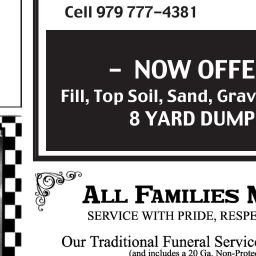 Cell 979 777-4381
- NOW OFFE
Fill, Top Soil, Sand, Grav
8 YARD DUMP
ALL FAMILIES M
SERVICE WITH PRIDE, RESPE
Our Traditional Funeral Service
(and includes a 20 Ga. Non-Prote